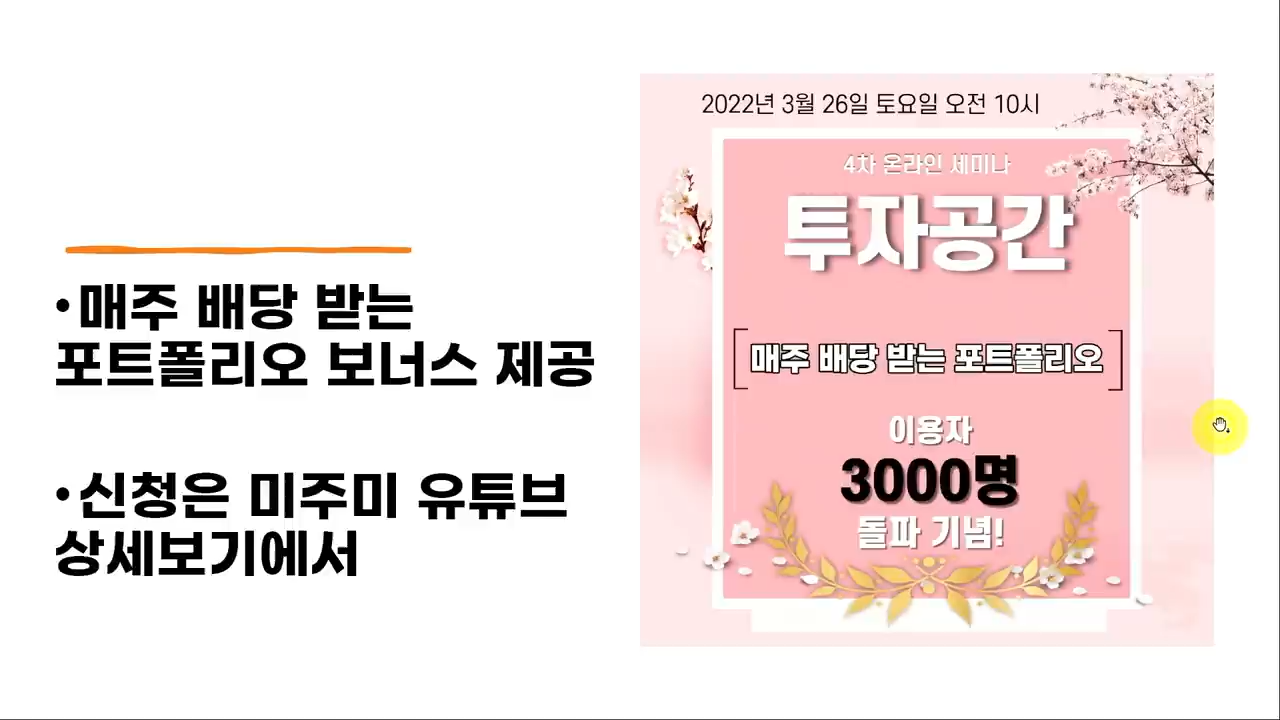 •매주 배당 받는
포트폴리오 보너스 제공
•신청은 미주미 유튜브
상세보기에서
2022년 3월 26일 토요일 오전 10시
4차 온라인 세미나
투자공간
[매주 배당 받는 포트폴리오]
이용자
3000명
돌파 기념!